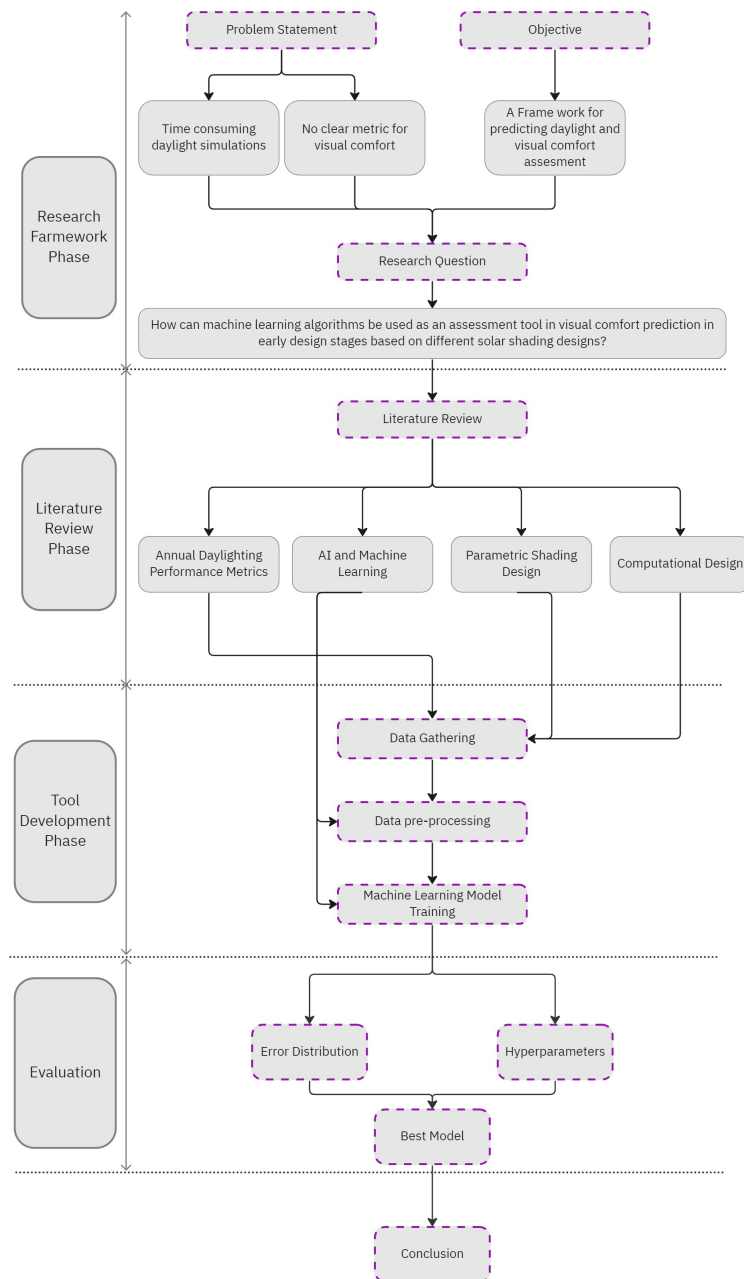 Problem Statement
Objective
Time consuming
daylight simulations
No clear metric for
visual comfort
A Frame work for
predicting daylight and
visual comfort
assesment
Research
Farmework
Phase
Research Question
How can machine learning algorithms be used as an assessment tool in visual comfort prediction in
early design stages based on different solar shading designs?
Literature Review
Literature
Review
Phase
Annual Daylighting
Performance Metrics
AI and Machine
Learning
Parametric Shading
Design
Computational Design
Data Gathering
Tool
Development
Phase
Data pre-processing
Machine Learning Model
Training
Evaluation
Error Distribution
Hyperparameters
Best Model
Conclusion